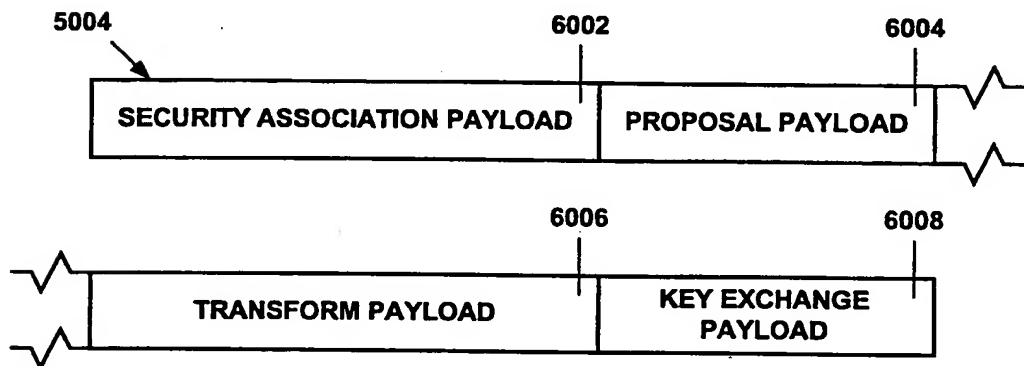 5004
6002
6004
SECURITY ASSOCIATION PAYLOAD
PROPOSAL PAYLOAD
6006
6008
TRANSFORM PAYLOAD
KEY EXCHANGE
PAYLOAD